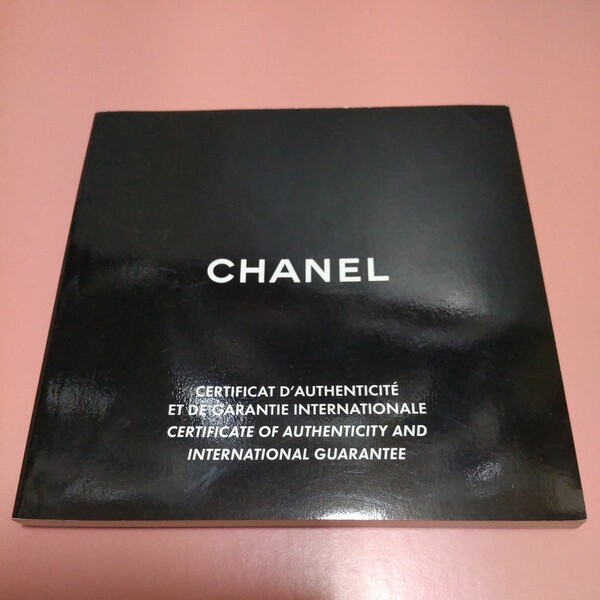 CHANEL
CERTIFICAT D'AUTHENTICITÉ
ET DE GARANTIE INTERNATIONALE
CERTIFICATE OF AUTHENTICITY AND
INTERNATIONAL GUARANTEE